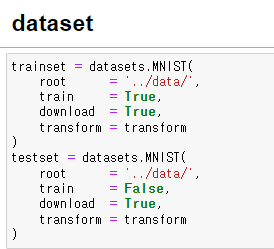 dataset
trainset = datasets.MNIST(
    root      = '../data/',
    train     = True,
    download  = True,
    transform = transform
)
testset = datasets.MNIST(
    root      = '../data/',
    train     = False,
    download  = True,
    transform = transform
)